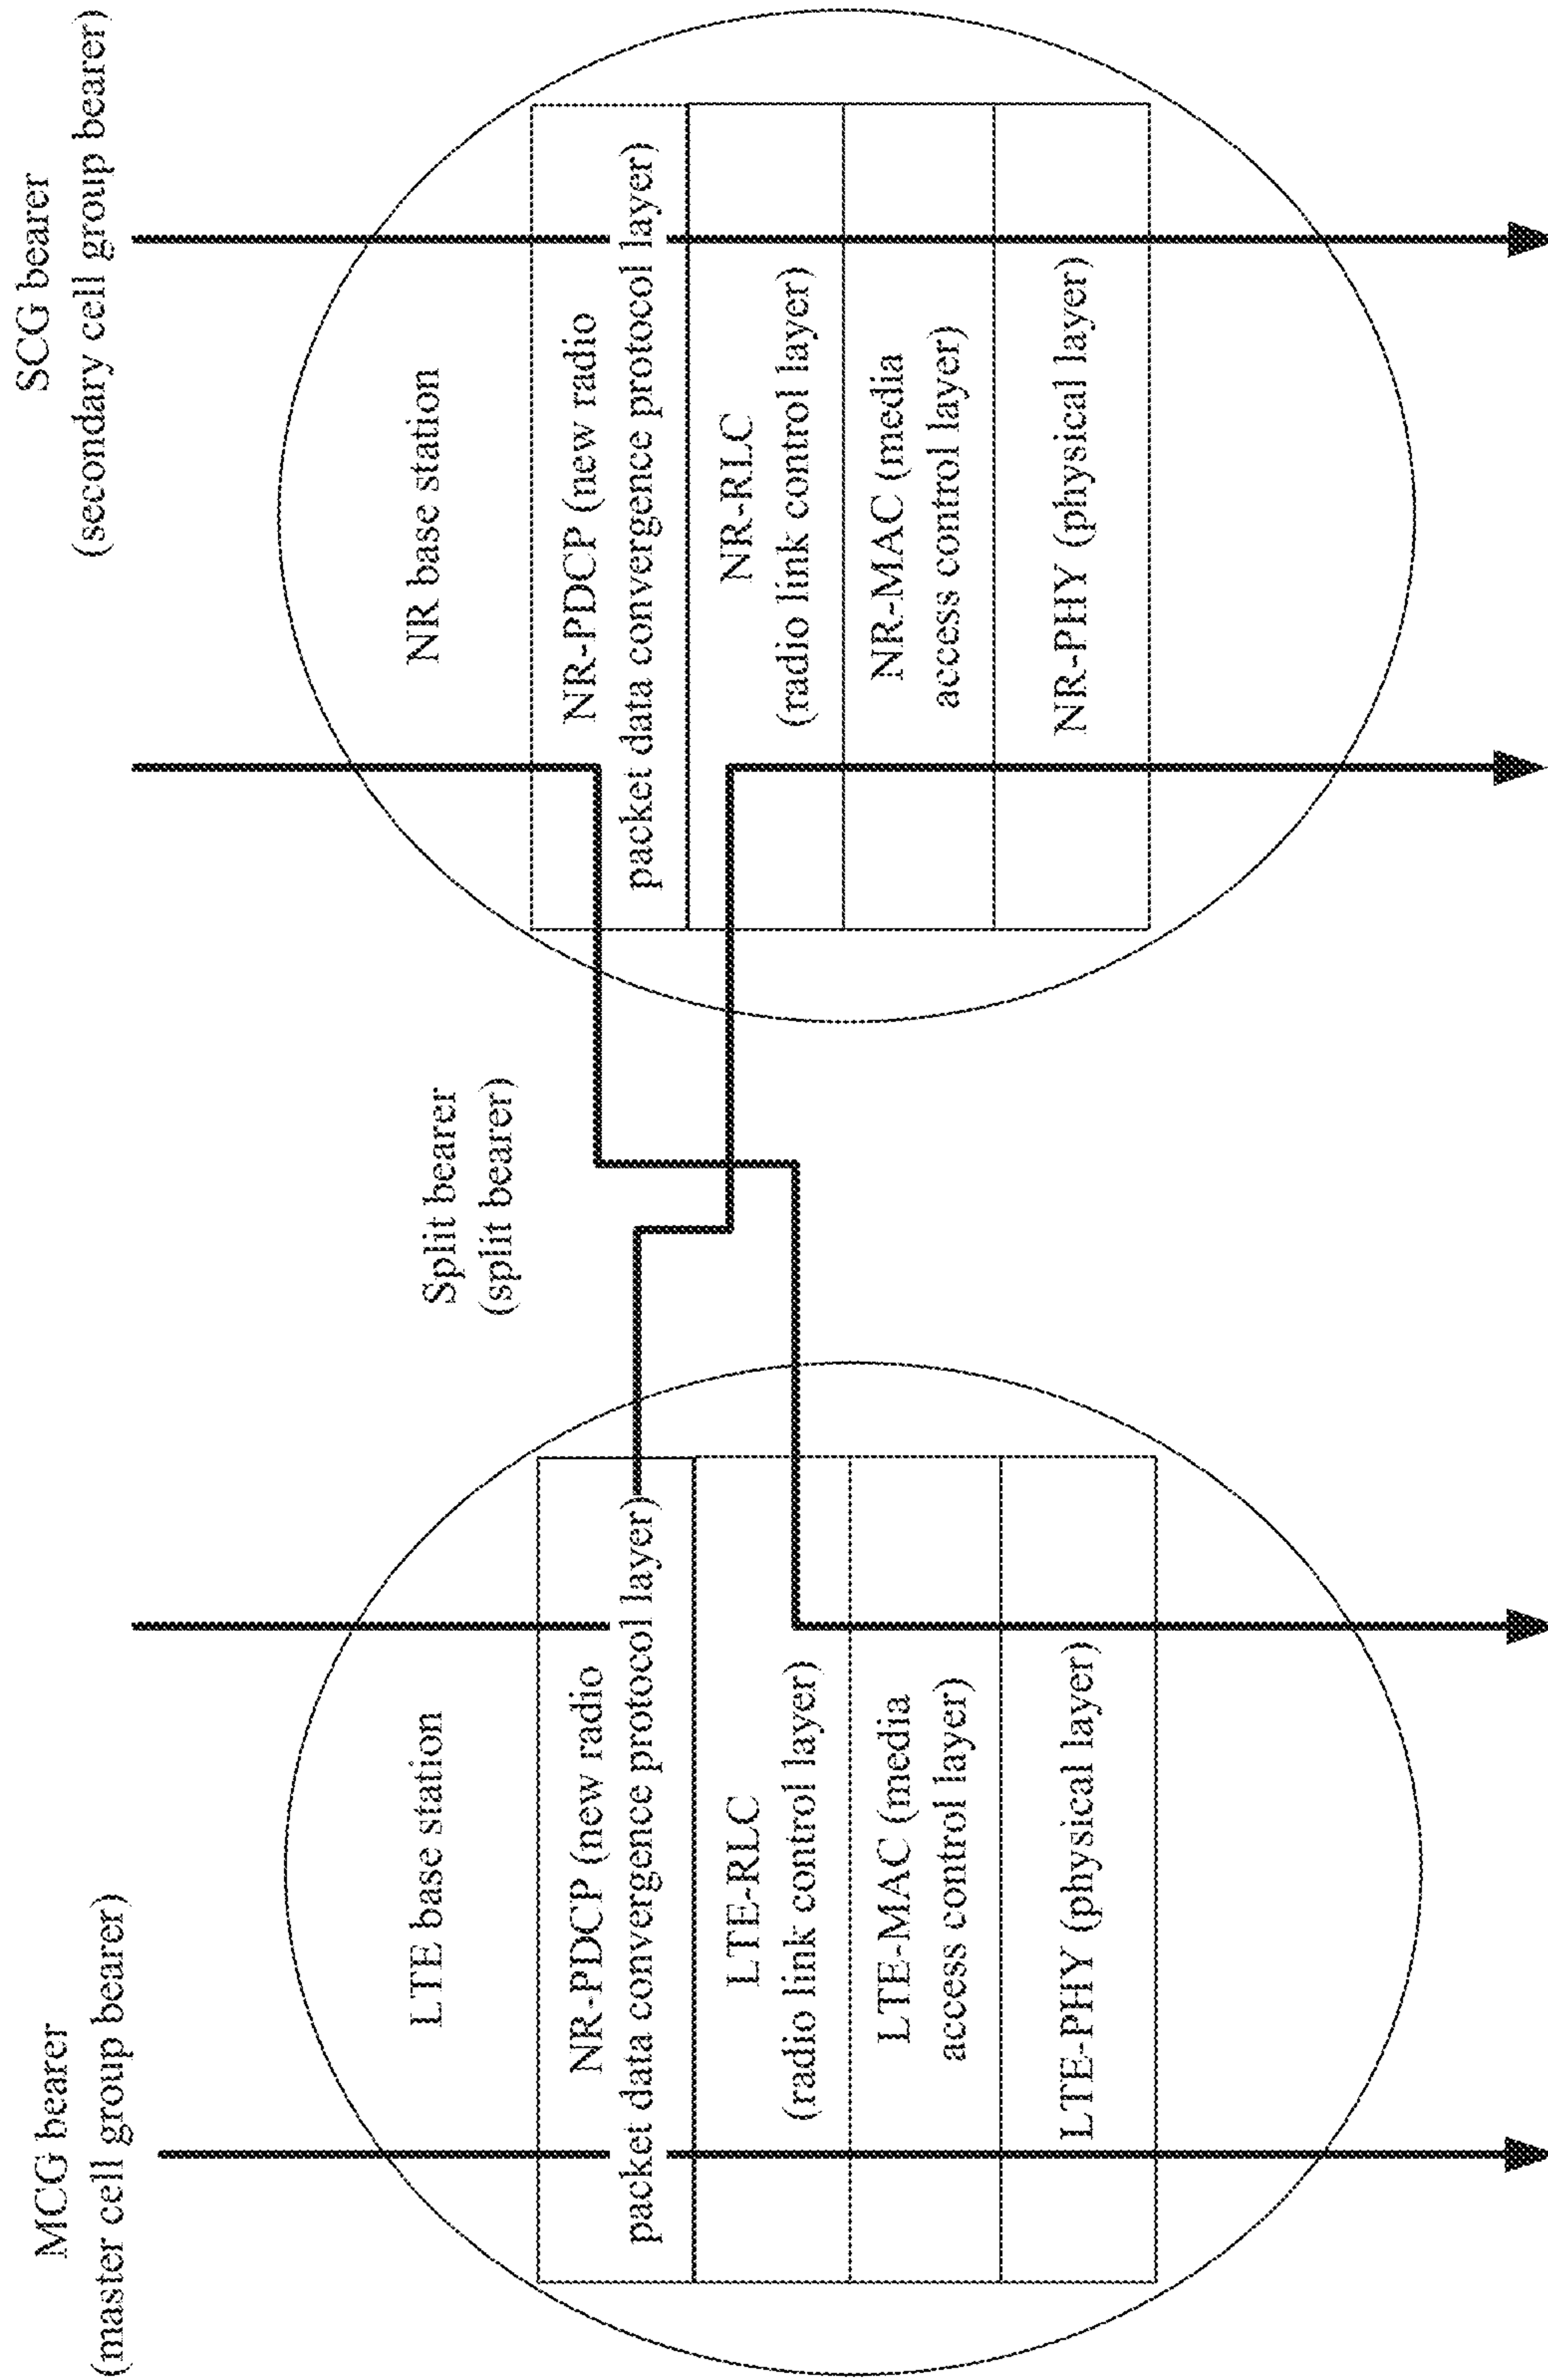 MCG bearer
(master cell group bearer)
SCG bearer
(secondary cell group bearer)
Split bearer
(split bearer)
LTE base station
NR-PDCP (new radio
packet data convergence protocol layer)
LTE-RLC
(radio link control layer)
LTE-MAC (media
access control layer)
LTE-PHY (physical layer)
NR base station
NR-PDCP (new radio
packet data convergence protocol layer)
NR-RLC
(radio link control layer)
NR-MAC (media
access control layer)
NR-PHY (physical layer)